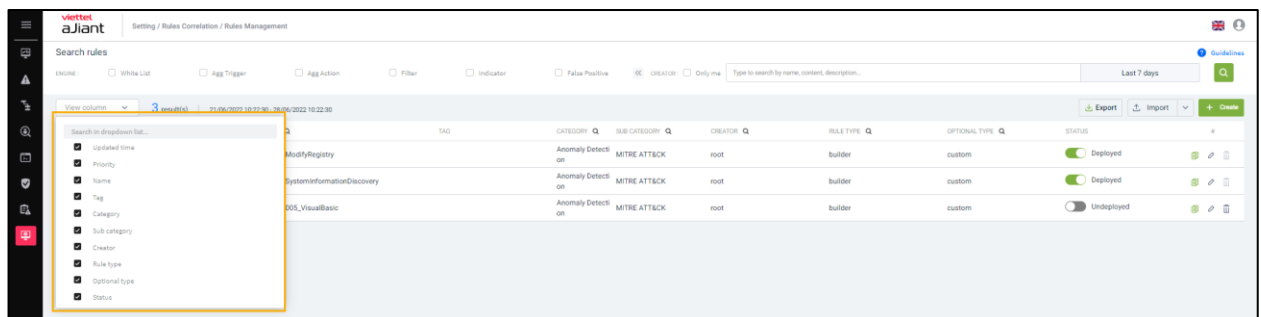 viettel
aJiant
Setting / Rules Correlation / Rules Management
Search rules
Guidelines
ENGINE: White List Agg Trigger Agg Action Filter Indicator False Positive CREATOR: Only me Type to search by name, content, description... Last 7 days
View column 3 result(s) 21/06/2022 10:22:30 - 28/06/2022 10:22:30 Export Import + Create
Search in dropdown list...
TAG CATEGORY SUB CATEGORY CREATOR RULE TYPE OPTIONAL TYPE STATUS #
Updated time
Priority
Name
Tag
Category
Sub category
Creator
Rule type
Optional type
Status
ModifyRegistry Anomaly Detecti
on MITRE ATT&CK root builder custom Deployed
SystemInformationDiscovery Anomaly Detecti
on MITRE ATT&CK root builder custom Deployed
005_VisualBasic Anomaly Detecti
on MITRE ATT&CK root builder custom Undeployed